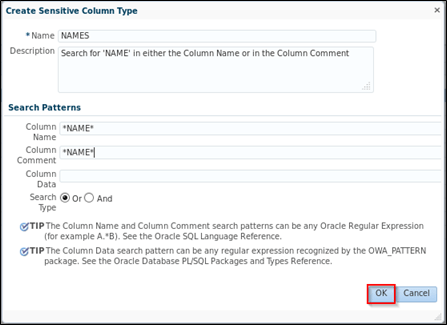 Create Sensitive Column Type
* Name NAMES
Description Search for 'NAME' in either the Column Name or in the Column Comment
Search Patterns
Column Name *NAME*
Column Comment *NAME*
Column Data
Search Type Or And
TIP The Column Name and Column Comment search patterns can be any Oracle Regular Expression
(for example A.*B). See the Oracle SQL Language Reference.
TIP The Column Data search pattern can be any regular expression recognized by the OWA_PATTERN
package. See the Oracle Database PL/SQL Packages and Types Reference.
OK Cancel